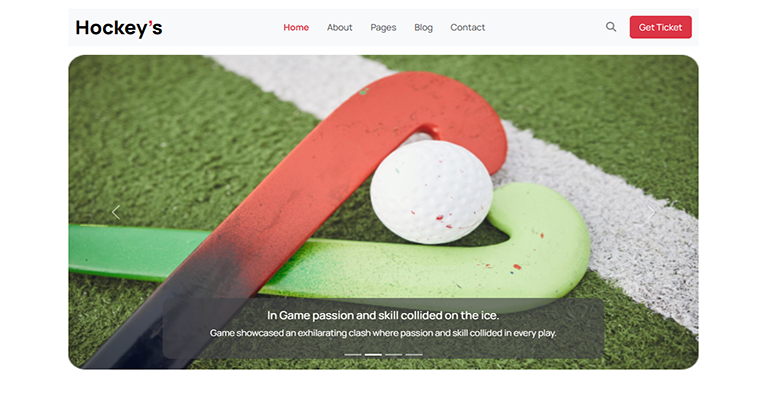 Hockey's
Home About Pages Blog Contact
Get Ticket
In Game passion and skill collided on the ice.
Game showcased an exhilarating clash where passion and skill collided in every play.